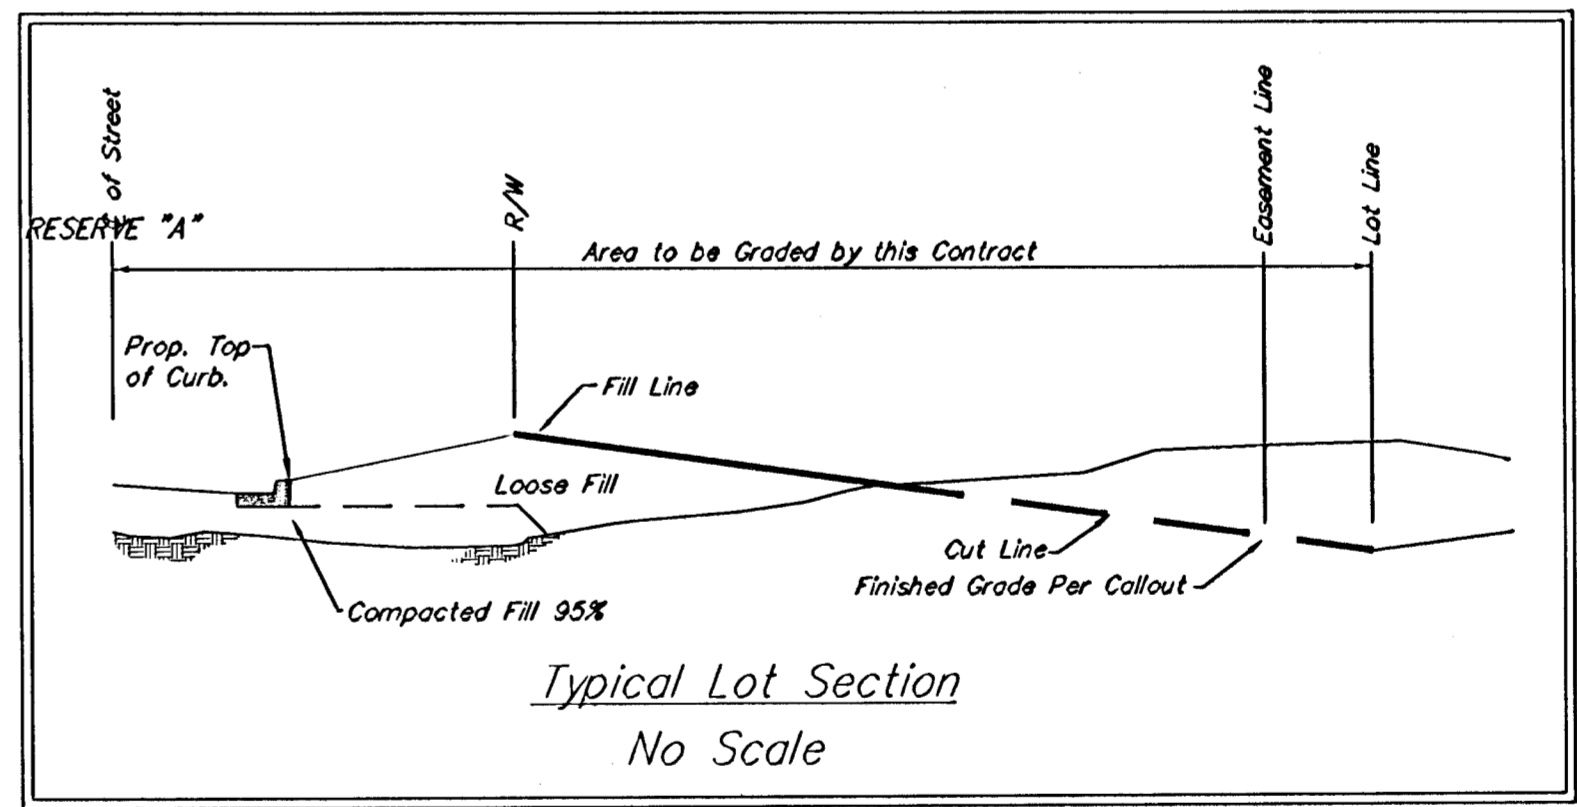 of Street
RESERVE "A"
R/W
Easement Line
Lot Line
Area to be Graded by this Contract
Prop. Top
of Curb.
Fill Line
Loose Fill
Cut Line
Finished Grade Per Callout
Compacted Fill 95%
Typical Lot Section
No Scale